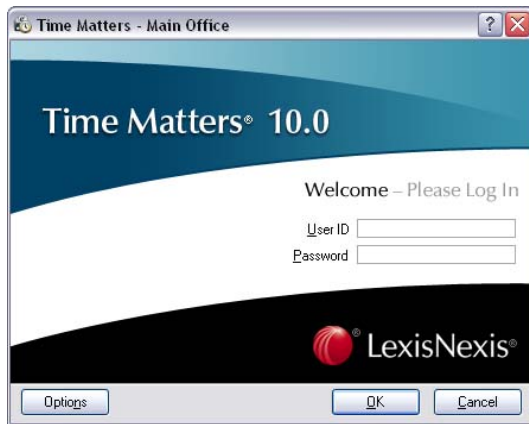 Time Matters - Main Office
Time Matters® 10.0
Welcome – Please Log In
User ID
Password
® LexisNexis®
Options
OK
Cancel